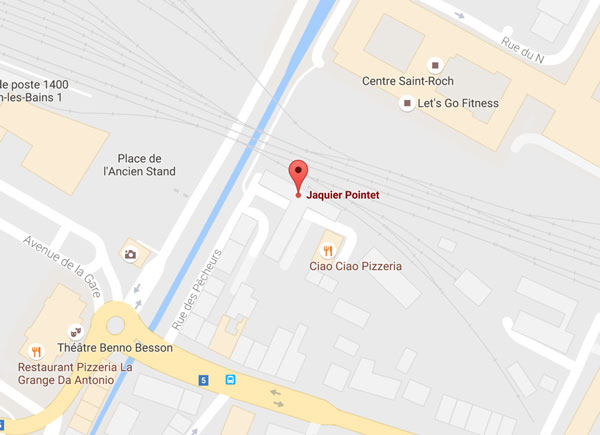 Rue du N
Centre Saint-Roch
Let's Go Fitness
de poste 1400
n-les-Bains 1
Place de
l'Ancien Stand
Jaquier Pointet
Avenue de la Gare
Rue des Pêcheurs
Ciao Ciao Pizzeria
Théâtre Benno Besson
Restaurant Pizzeria La
Grange Da Antonio
5
5